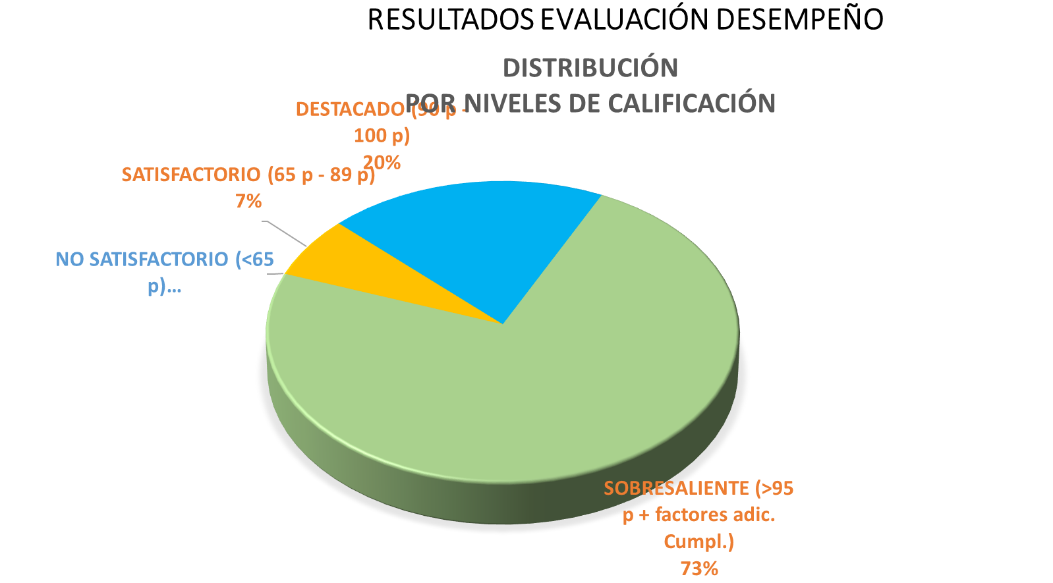 RESULTADOS EVALUACIÓN DESEMPEÑO
DISTRIBUCIÓN
POR NIVELES DE CALIFICACIÓN
DESTACADO (90 p -
100 p)
20%
SATISFACTORIO (65 p - 89 p)
7%
NO SATISFACTORIO (<65
p)...
SOBRESALIENTE (>95
p + factores adic.
Cumpl.)
73%